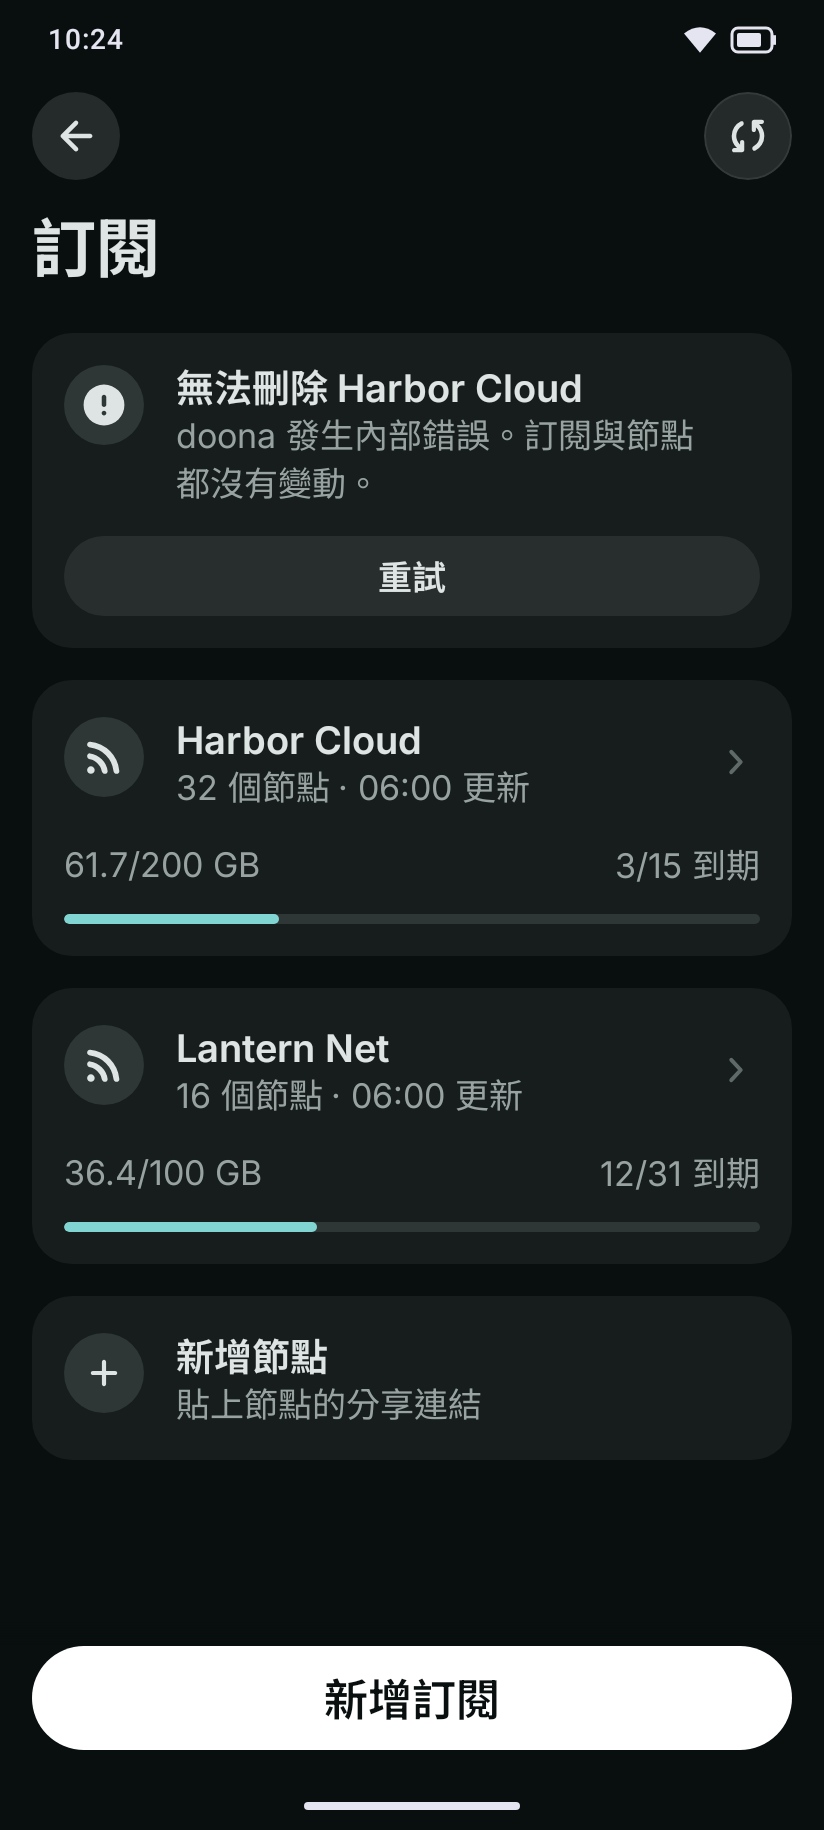 10:24
訂閱
無法刪除 Harbor Cloud
doona 發生內部錯誤。訂閱與節點
都沒有變動。
重試
Harbor Cloud
32 個節點 · 06:00 更新
61.7/200 GB
3/15 到期
Lantern Net
16 個節點 · 06:00 更新
36.4/100 GB
12/31 到期
新增節點
貼上節點的分享連結
新增訂閱